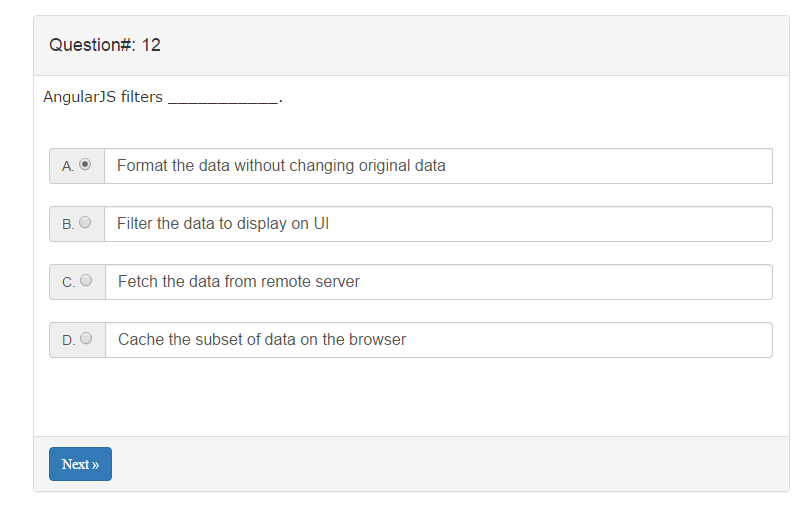 Question#: 12
AngularJS filters ___________.
A. Format the data without changing original data
B. Filter the data to display on UI
C. Fetch the data from remote server
D. Cache the subset of data on the browser
Next »